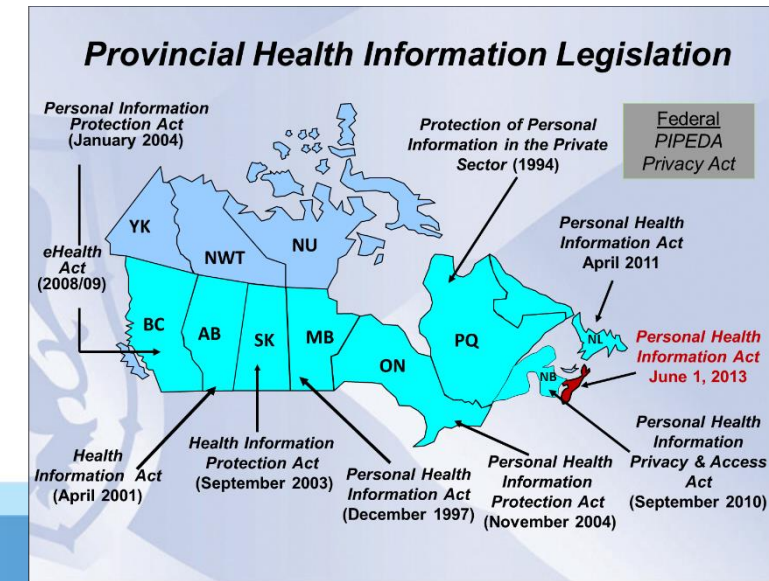 Provincial Health Information Legislation
Personal Information
Protection Act
(January 2004)
Protection of Personal
Information in the Private
Sector (1994)
Federal
PIPEDA
Privacy Act
YK
NWT
NU
Personal Health
Information Act
April 2011
eHealth
Act
(2008/09)
BC
AB
SK
MB
ON
PQ
NL
NB
Personal Health
Information Act
June 1, 2013
Health
Information Act
(April 2001)
Health Information
Protection Act
(September 2003)
Personal Health
Information Act
(December 1997)
Personal Health
Information
Protection Act
(November 2004)
Personal Health
Information
Privacy & Access
Act
(September 2010)